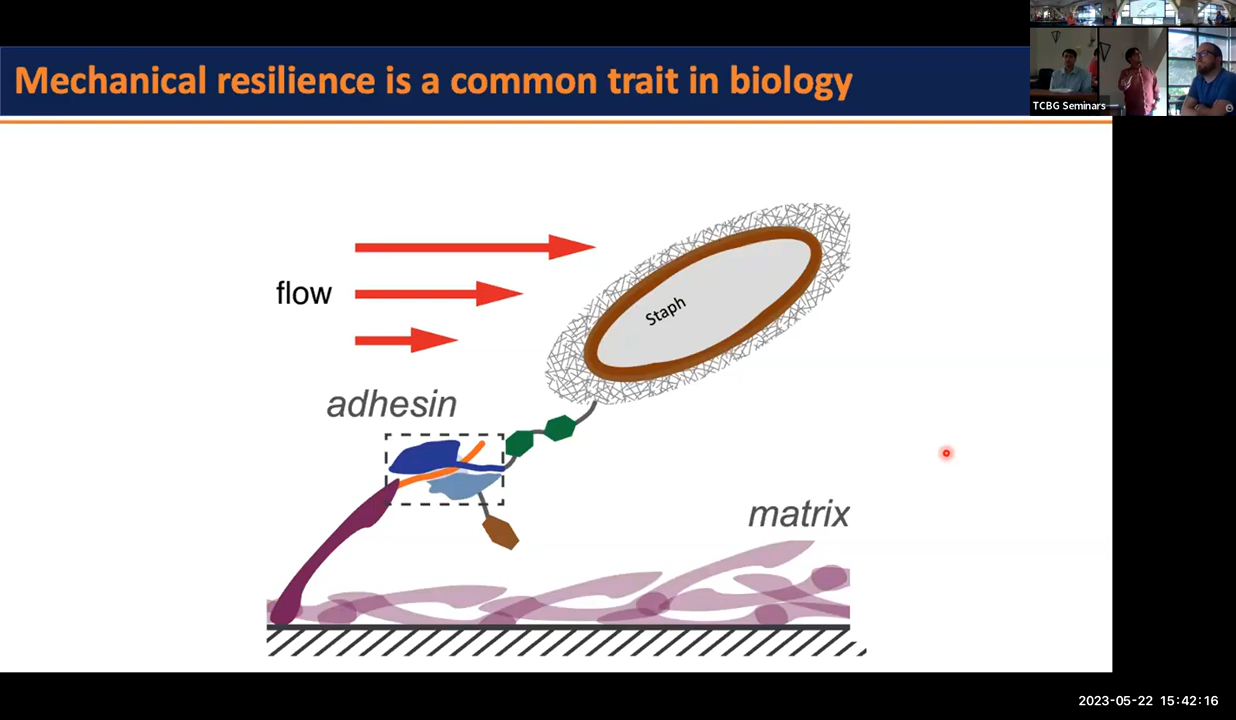 Mechanical resilience is a common trait in biology
TCBG Seminars
flow
Staph
adhesin
matrix
2023-05-22 15:42:16